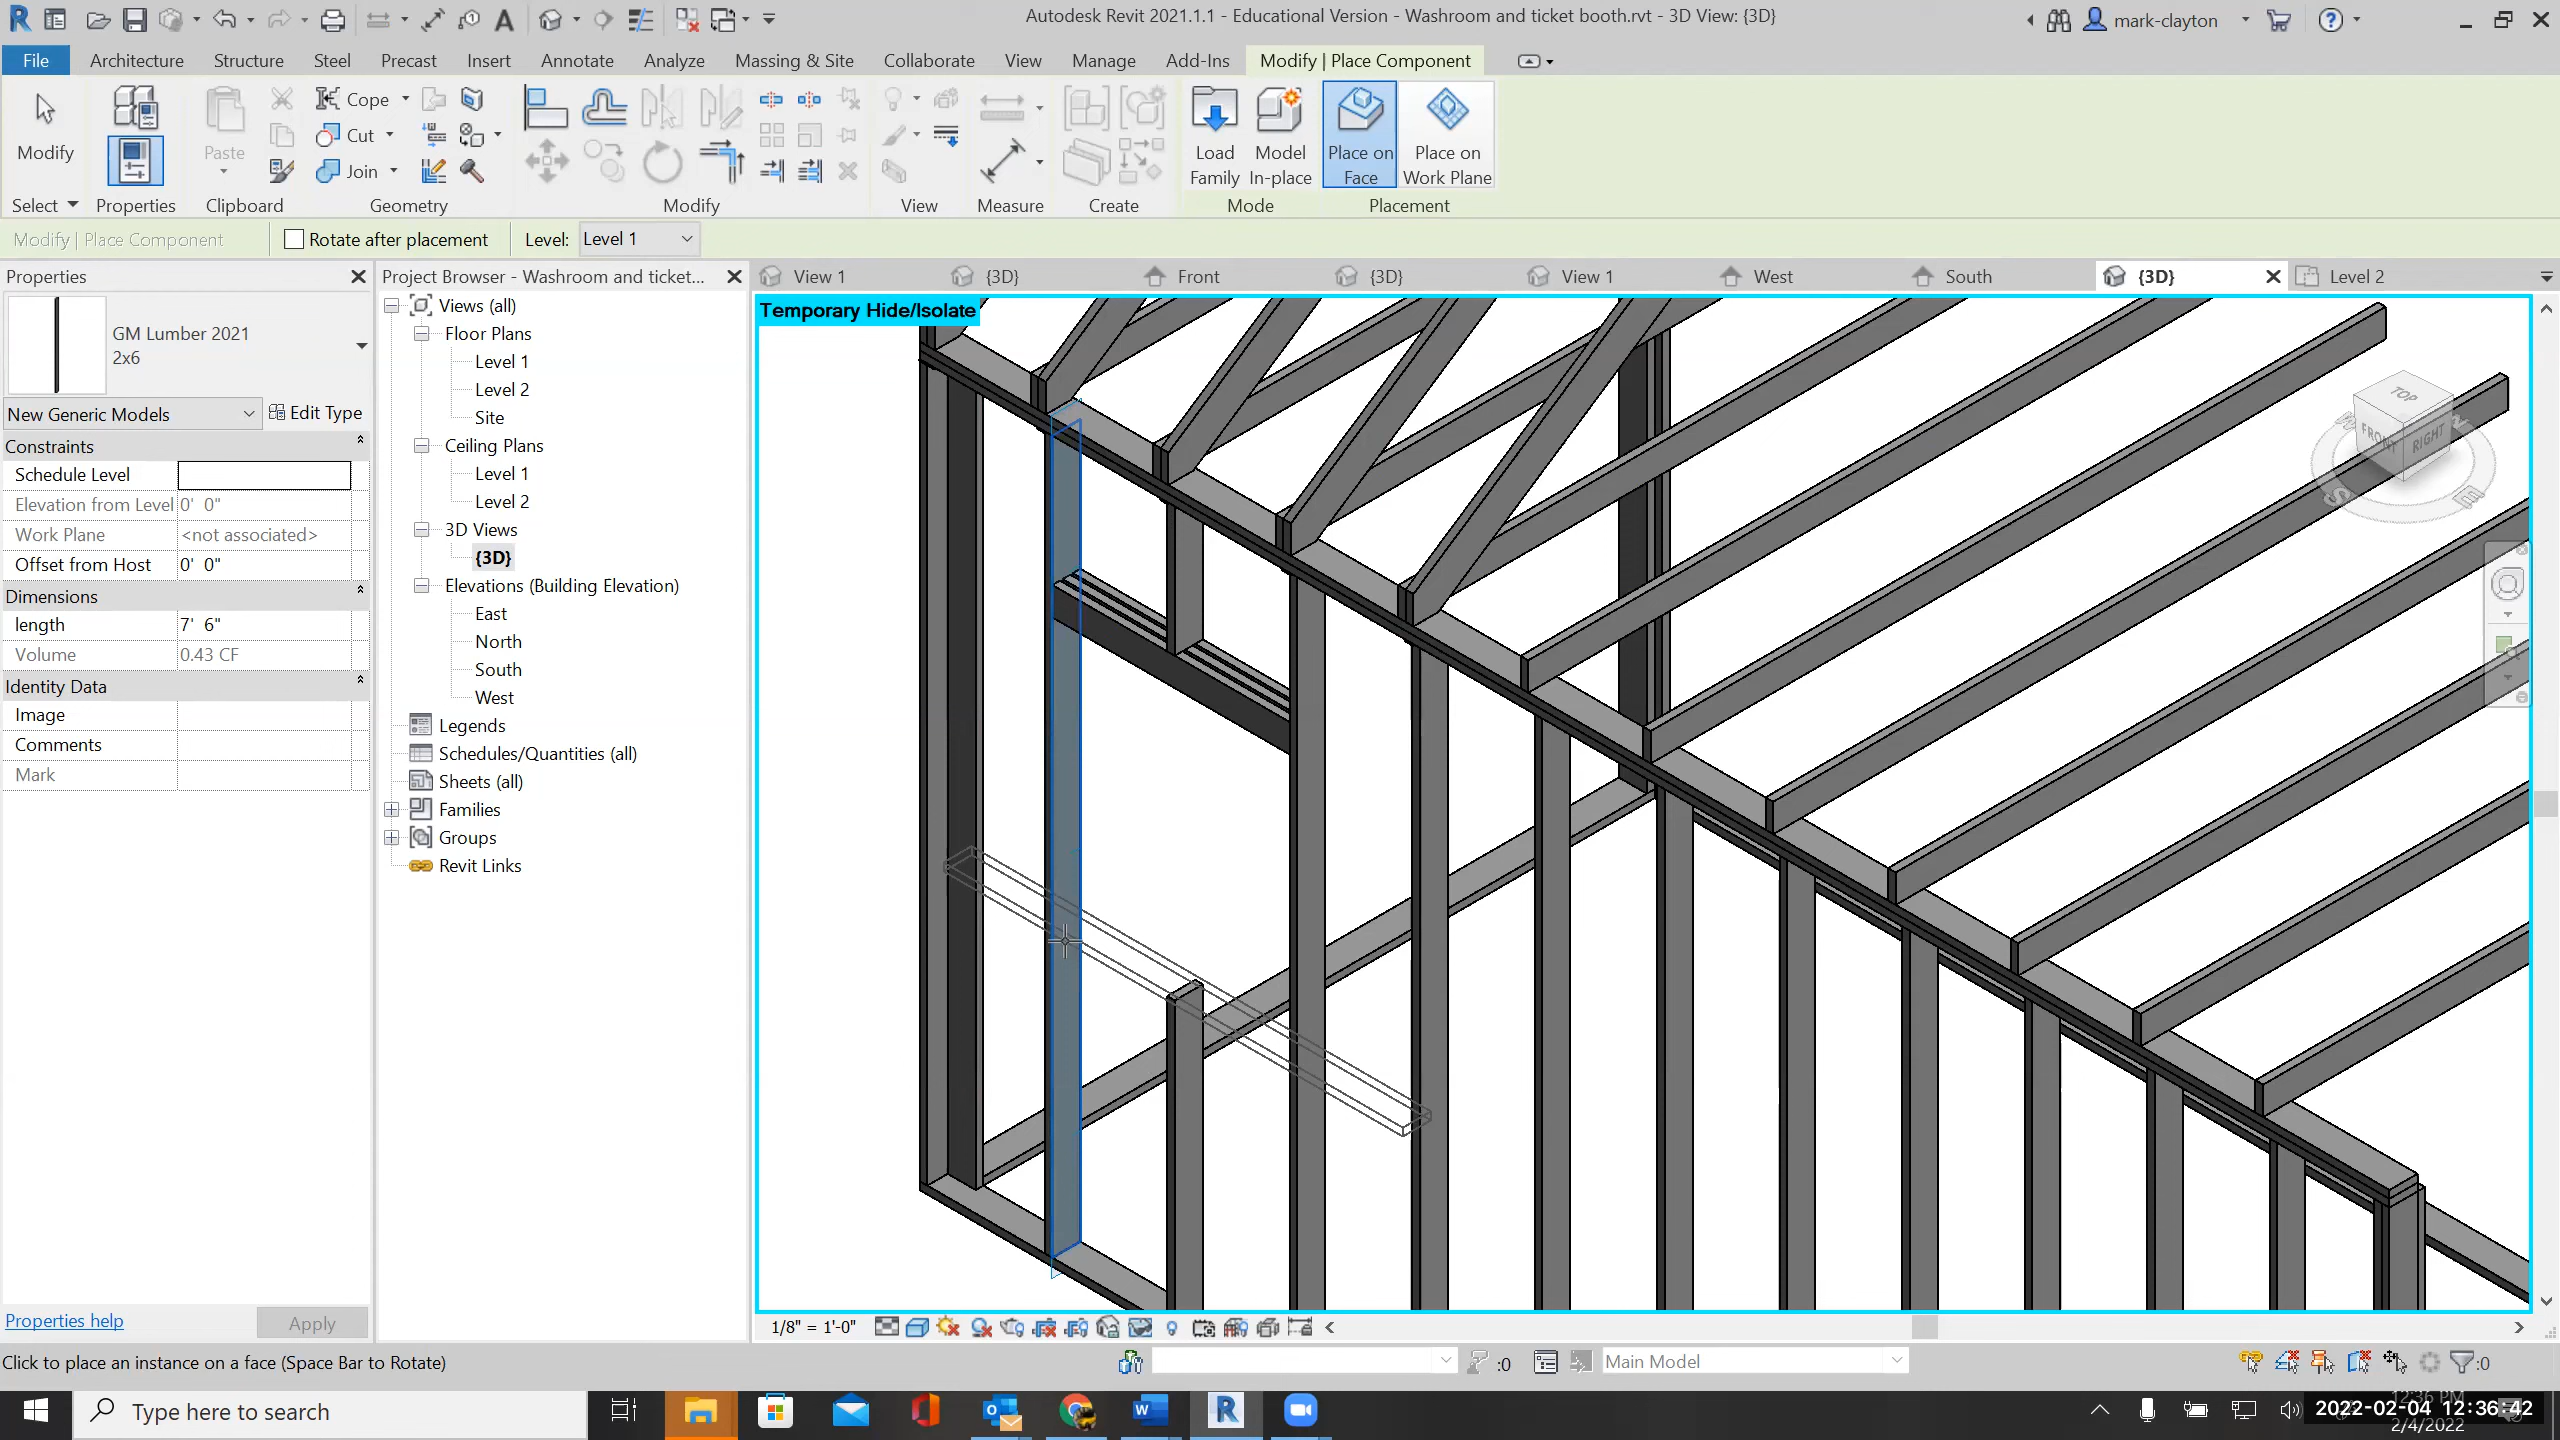 Autodesk Revit 2021.1.1 - Educational Version - Washroom and ticket booth.rvt - 3D View: {3D}
mark-clayton
File
Architecture
Structure
Steel
Precast
Insert
Annotate
Analyze
Massing & Site
Collaborate
View
Manage
Add-Ins
Modify | Place Component
Modify
Paste
Cope
Cut
Join
Load Family
Model In-place
Place on Face
Place on Work Plane
Select
Properties
Clipboard
Geometry
Modify
View
Measure
Create
Mode
Placement
Modify | Place Component
Rotate after placement
Level:
Level 1
Properties
GM Lumber 2021
2x6
New Generic Models
Edit Type
Constraints
Schedule Level
Elevation from Level 0' 0"
Work Plane <not associated>
Offset from Host 0' 0"
Dimensions
length 7' 6"
Volume 0.43 CF
Identity Data
Image
Comments
Mark
Properties help
Apply
Project Browser - Washroom and ticket...
Views (all)
Floor Plans
Level 1
Level 2
Site
Ceiling Plans
Level 1
Level 2
3D Views
{3D}
Elevations (Building Elevation)
East
North
South
West
Legends
Schedules/Quantities (all)
Sheets (all)
Families
Groups
Revit Links
View 1
{3D}
Front
{3D}
View 1
West
South
{3D}
Level 2
Temporary Hide/Isolate
TOP
FRONT
RIGHT
S
E
1/8" = 1'-0"
Click to place an instance on a face (Space Bar to Rotate)
:0
Main Model
:0
Type here to search
12:36 PM
2022-02-04 12:36:42
2/4/2022